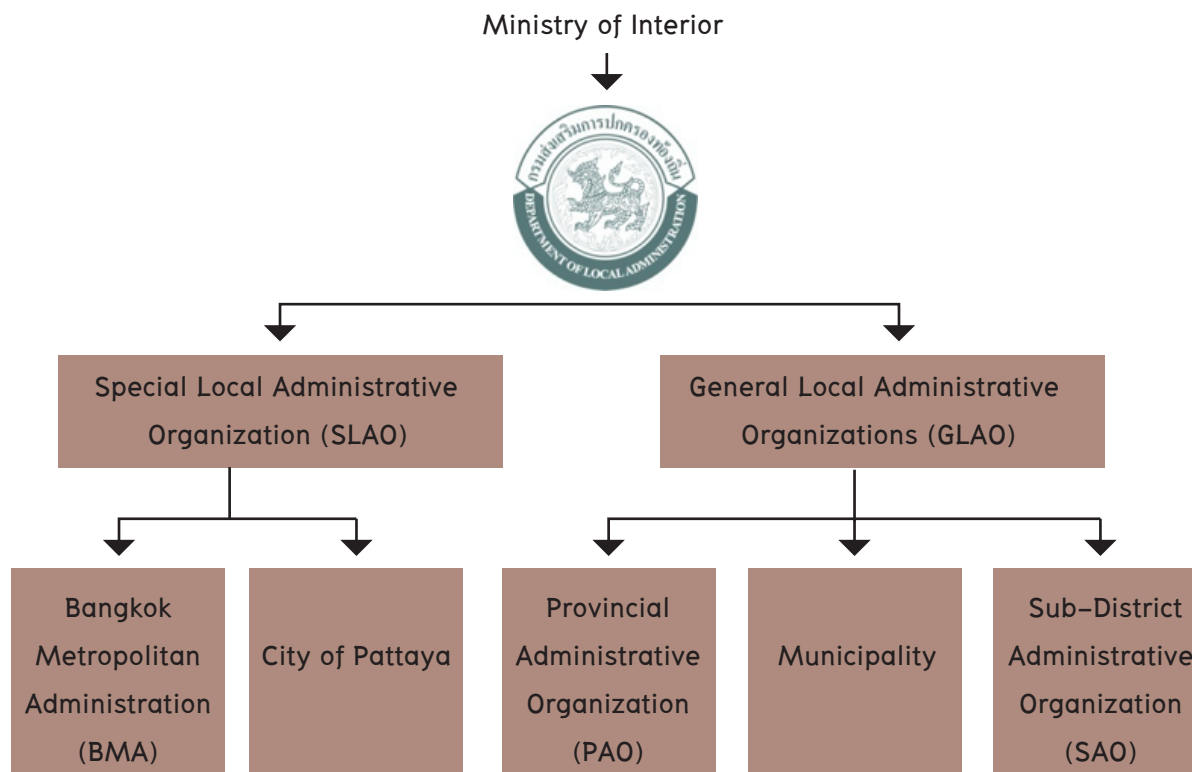 Ministry of Interior
กรมส่งเสริมการปกครองท้องถิ่น
DEPARTMENT OF LOCAL ADMINISTRATION
Special Local Administrative
Organization (SLAO)
General Local Administrative
Organizations (GLAO)
Bangkok
Metropolitan
Administration
(BMA)
City of Pattaya
Provincial
Administrative
Organization
(PAO)
Municipality
Sub-District
Administrative
Organization
(SAO)